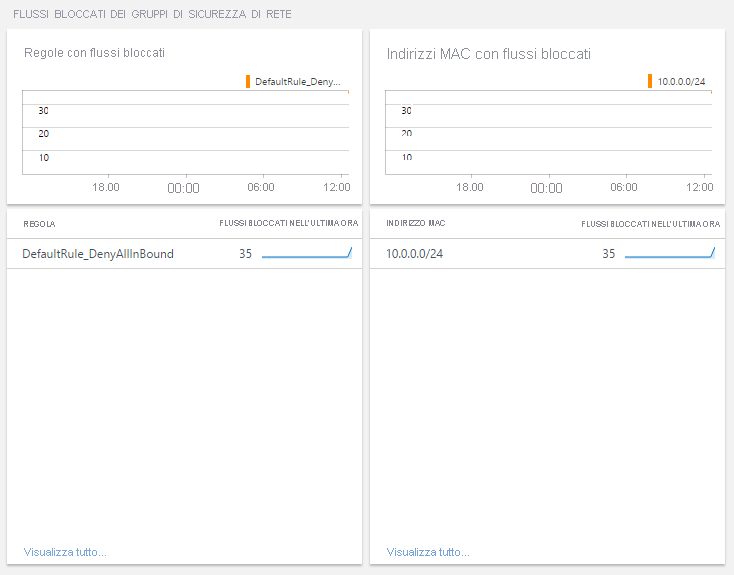 FLUSSI BLOCCATI DEI GRUPPI DI SICUREZZA DI RETE
Regole con flussi bloccati
DefaultRule_Deny...
30
20
10
18.00
00:00
06:00
12:00
REGOLA
FLUSSI BLOCCATI NELL'ULTIMA ORA
DefaultRule_DenyAllInBound
35
Visualizza tutto...
Indirizzi MAC con flussi bloccati
10.0.0.0/24
30
20
10
18.00
00:00
06:00
12:00
INDIRIZZO MAC
FLUSSI BLOCCATI NELL'ULTIMA ORA
10.0.0.0/24
35
Visualizza tutto...